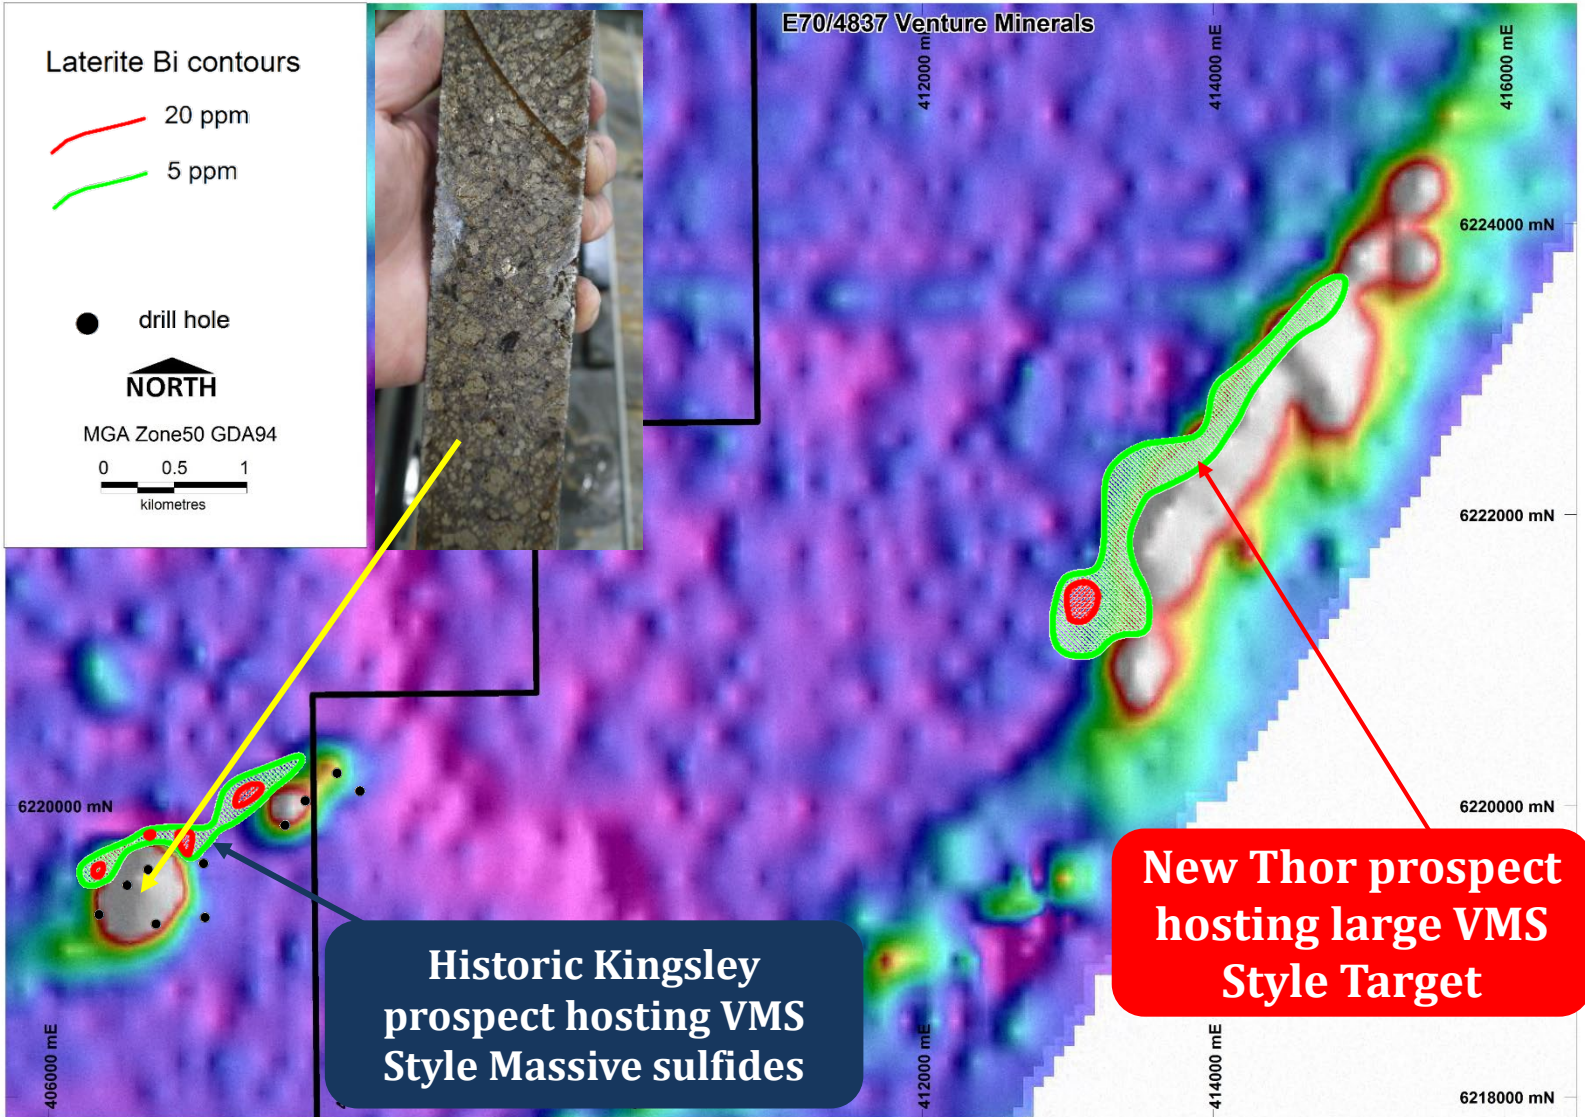 E70/4837 Venture Minerals
Laterite Bi contours
20 ppm
5 ppm
drill hole
NORTH
MGA Zone50 GDA94
0 0.5 1
kilometres
412000 mE
414000 mE
416000 mE
6224000 mN
6222000 mN
6220000 mN
6220000 mN
New Thor prospect
hosting large VMS
Style Target
Historic Kingsley
prospect hosting VMS
Style Massive sulfides
406000 mE
412000 mE
414000 mE
6218000 mN